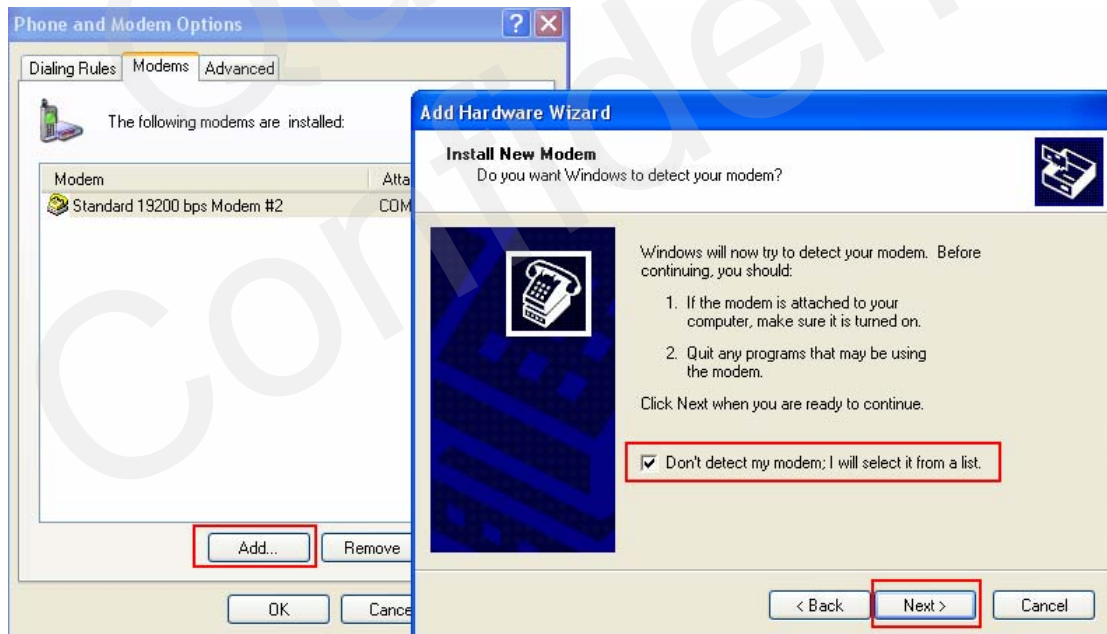 Phone and Modem Options
Dialing Rules Modems Advanced
The following modems are installed:
Modem
Standard 19200 bps Modem #2
Add... Remove
OK
Add Hardware Wizard
Install New Modem
Do you want Windows to detect your modem?
Windows will now try to detect your modem. Before
continuing, you should:
1. If the modem is attached to your
computer, make sure it is turned on.
2. Quit any programs that may be using
the modem.
Click Next when you are ready to continue.
Don't detect my modem; I will select it from a list.
< Back Next > Cancel